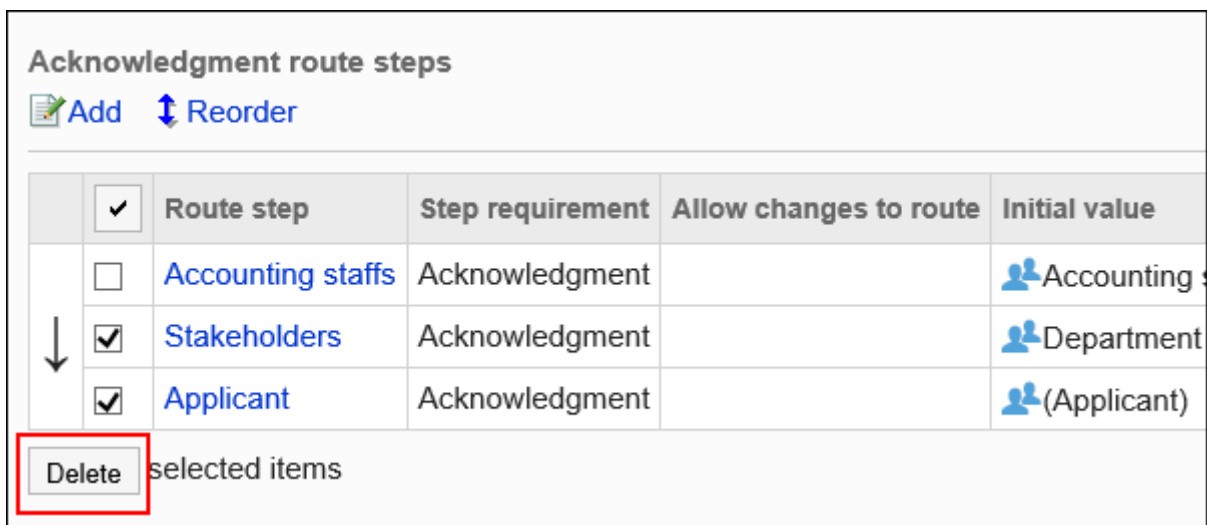 Acknowledgment route steps
Add Reorder
Route step Step requirement Allow changes to route Initial value
Accounting staffs Acknowledgment Accounting
Stakeholders Acknowledgment Department
Applicant Acknowledgment (Applicant)
Delete selected items